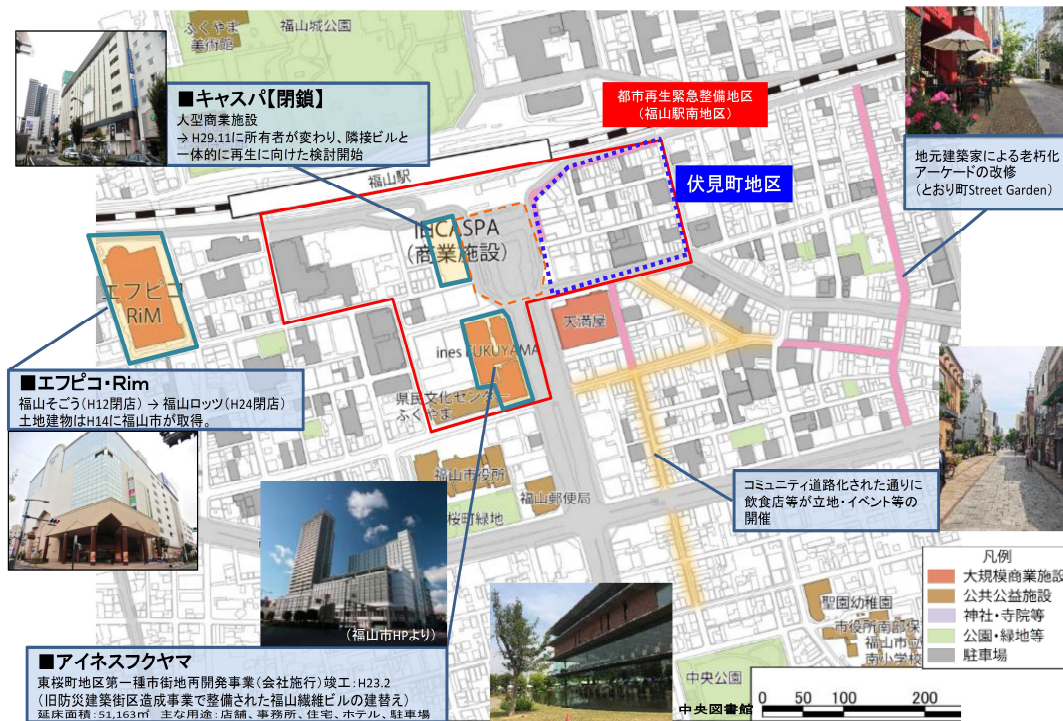 ふくやま
美術館
福山城公園
■キャスパ【閉鎖】
大型商業施設
→ H29.11に所有者が変わり、隣接ビルと
一体的に再生に向けた検討開始
都市再生緊急整備地区
(福山駅南地区)
伏見町地区
地元建築家による老朽化
アーケードの改修
(とおり町Street Garden)
福山駅
旧CASPA
(商業施設)
エフピコ
RiM
天満屋
ines FUKUYAMA
県民文化センター
ふくやま
■エフピコ・Rim
福山そごう(H12閉店) → 福山ロッツ(H24閉店)
土地建物はH14に福山市が取得。
福山市役所
福山郵便局
桜町緑地
コミュニティ道路化された通りに
飲食店等が立地・イベント等の
開催
(福山市HPより)
■アイネスフクヤマ
東桜町地区第一種市街地再開発事業(会社施行)竣工:H23.2
(旧防災建築街区造成事業で整備された福山繊維ビルの建替え)
延床面積:51,163㎡ 主な用途:店舗、事務所、住宅、ホテル、駐車場
中央図書館
中央公園
聖園幼稚園
市役所南部保
福山市立
南小学校
凡例
大規模商業施設
公共公益施設
神社・寺院等
公園・緑地等
駐車場
0 50 100 200